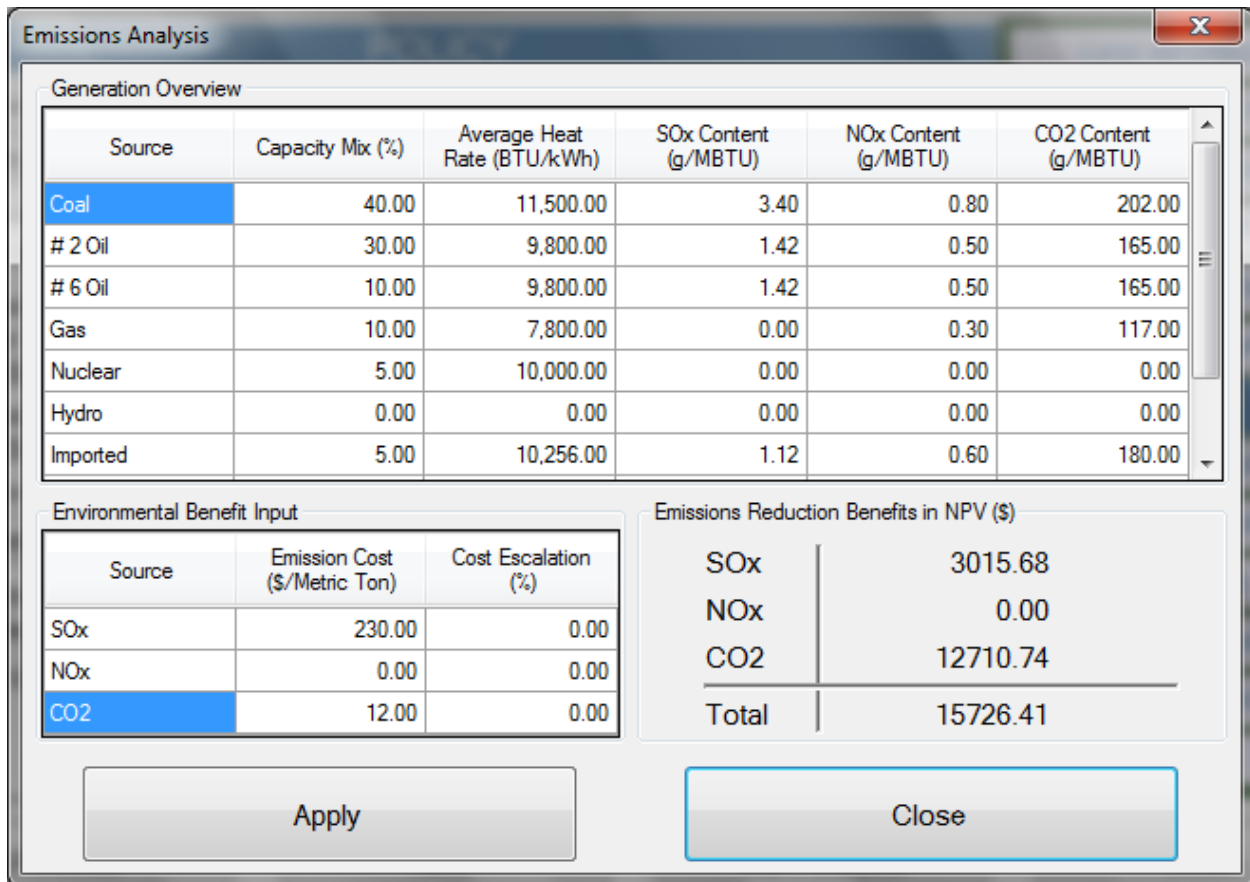 Emissions Analysis
POLICY
Generation Overview
Source Capacity Mix (%) Average Heat Rate (BTU/kWh) SOx Content (g/MBTU) NOx Content (g/MBTU) CO2 Content (g/MBTU)
Coal 40.00 11,500.00 3.40 0.80 202.00
# 2 Oil 30.00 9,800.00 1.42 0.50 165.00
# 6 Oil 10.00 9,800.00 1.42 0.50 165.00
Gas 10.00 7,800.00 0.00 0.30 117.00
Nuclear 5.00 10,000.00 0.00 0.00 0.00
Hydro 0.00 0.00 0.00 0.00 0.00
Imported 5.00 10,256.00 1.12 0.60 180.00
Environmental Benefit Input
Source Emission Cost ($/Metric Ton) Cost Escalation (%)
SOx 230.00 0.00
NOx 0.00 0.00
CO2 12.00 0.00
Emissions Reduction Benefits in NPV ($)
SOx 3015.68
NOx 0.00
CO2 12710.74
Total 15726.41
Apply
Close